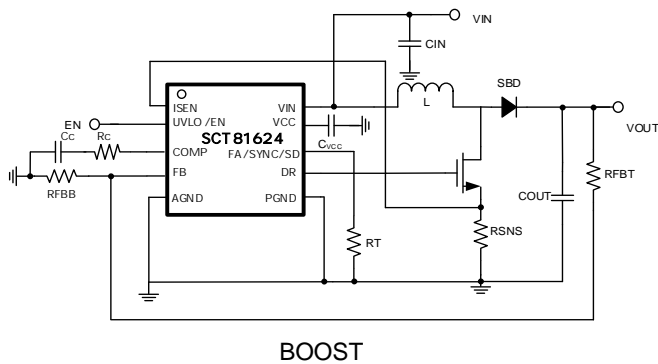 VIN
CIN
SBD
L
VOUT
ISEN
VIN
EN
UVLO /EN
VCC
SCT81624
CVCC
CC
RC
COMP
FA/SYNC/SD
FB
DR
RFBB
RFBT
COUT
AGND
PGND
RT
RSNS
BOOST